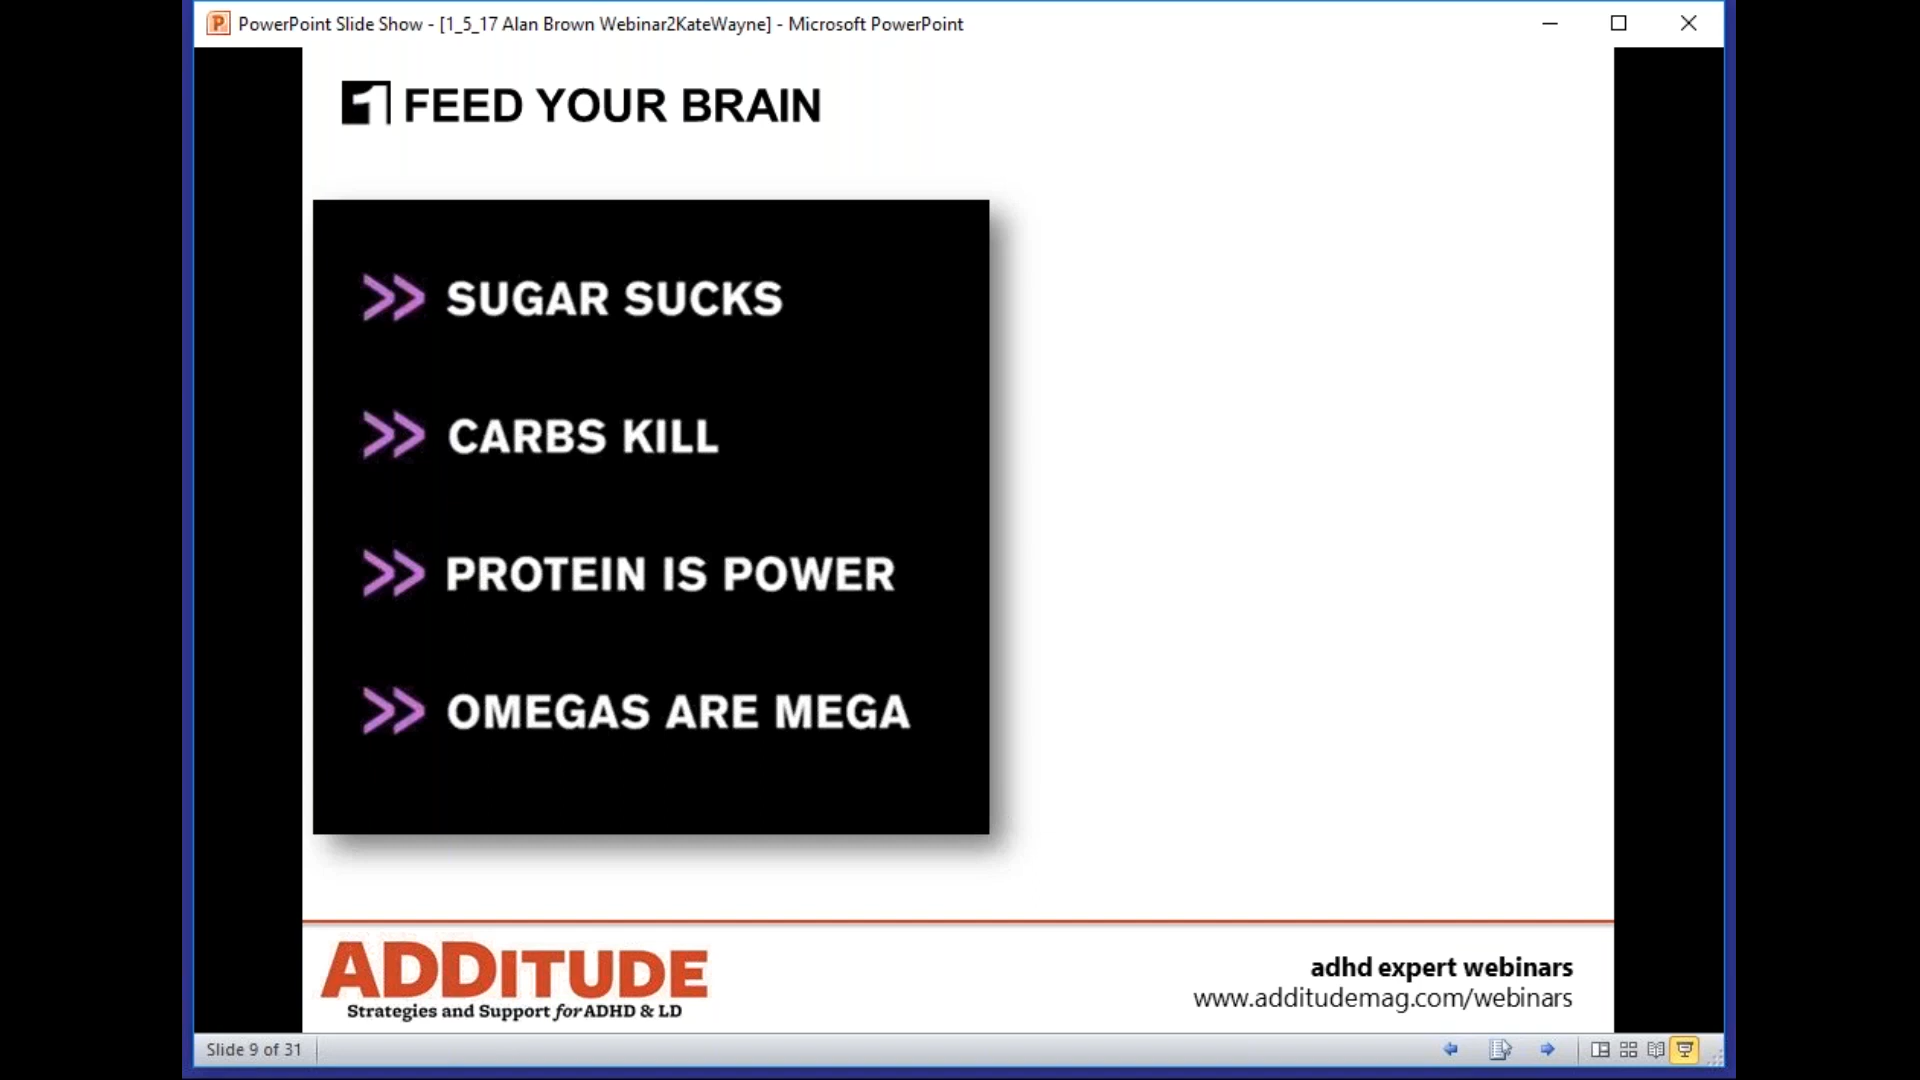 PowerPoint Slide Show - [1_5_17 Alan Brown Webinar2KateWayne] - Microsoft PowerPoint
1 FEED YOUR BRAIN
>> SUGAR SUCKS
>> CARBS KILL
>> PROTEIN IS POWER
>> OMEGAS ARE MEGA
ADDITUDE
Strategies and Support for ADHD & LD
adhd expert webinars
www.additudemag.com/webinars
Slide 9 of 31